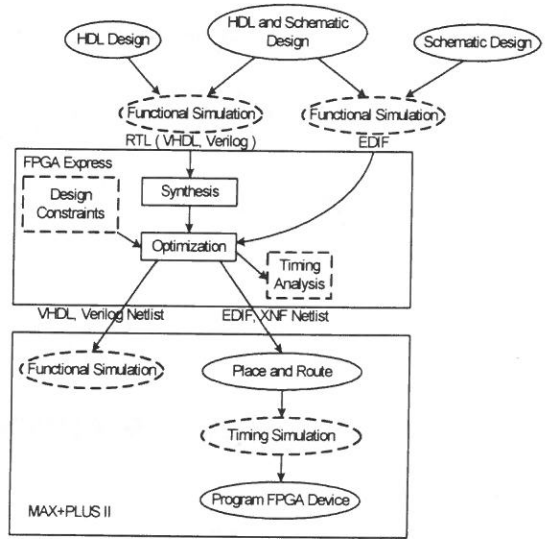 HDL Design
HDL and Schematic
Design
Schematic Design
Functional Simulation
Functional Simulation
RTL ( VHDL, Verilog )
EDIF
FPGA Express
Design
Constraints
Synthesis
Optimization
Timing
Analysis
VHDL, Verilog Netlist
EDIF, XNF Netlist
Functional Simulation
Place and Route
Timing Simulation
Program FPGA Device
MAX+PLUS II